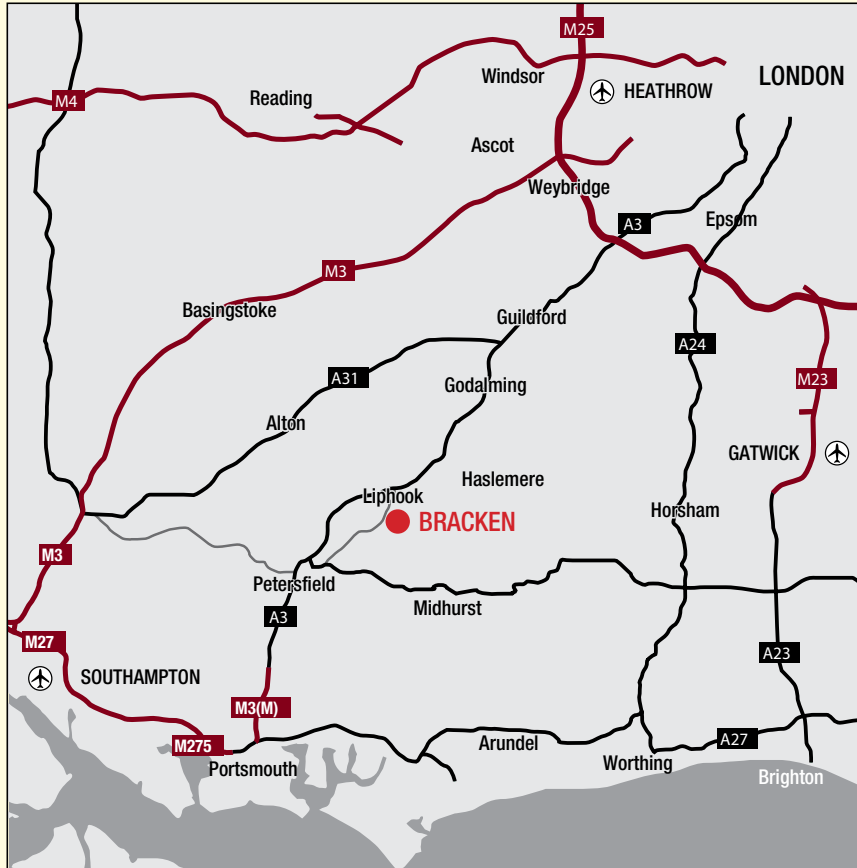 M25
Windsor
LONDON
HEATHROW
M4
Reading
Ascot
Weybridge
A3
Epsom
M3
Basingstoke
Guildford
A24
A31
Godalming
M23
Alton
GATWICK
Haslemere
Liphook
BRACKEN
Horsham
M3
Petersfield
Midhurst
A3
M27
A23
SOUTHAMPTON
M3(M)
M275
Arundel
A27
Portsmouth
Worthing
Brighton